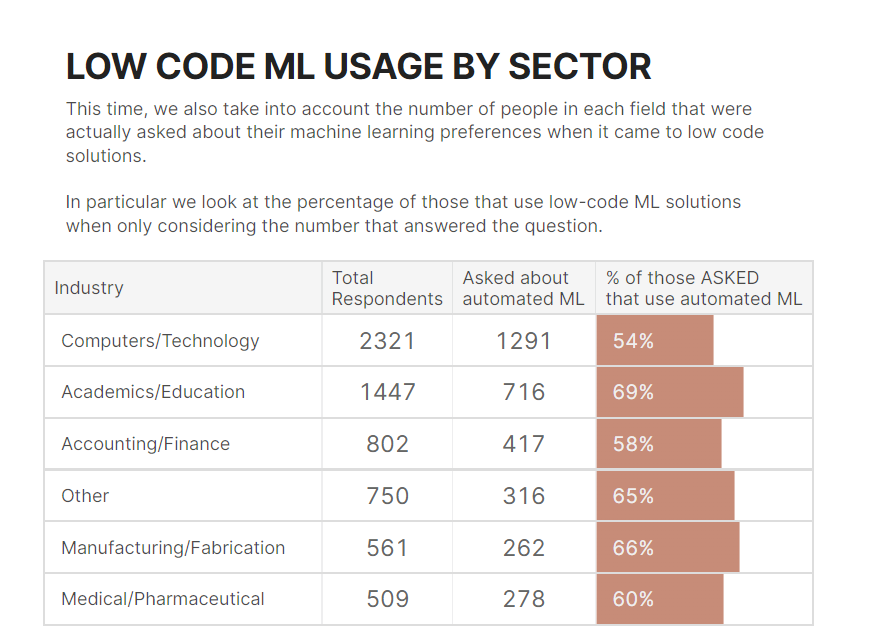 LOW CODE ML USAGE BY SECTOR
This time, we also take into account the number of people in each field that were
actually asked about their machine learning preferences when it came to low code
solutions.
In particular we look at the percentage of those that use low-code ML solutions
when only considering the number that answered the question.
Industry Total Respondents Asked about automated ML % of those ASKED that use automated ML
Computers/Technology 2321 1291 54%
Academics/Education 1447 716 69%
Accounting/Finance 802 417 58%
Other 750 316 65%
Manufacturing/Fabrication 561 262 66%
Medical/Pharmaceutical 509 278 60%